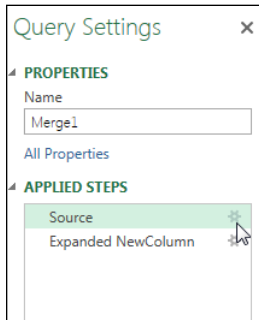 Query Settings
PROPERTIES
Name
Merge1
All Properties
APPLIED STEPS
Source
Expanded NewColumn